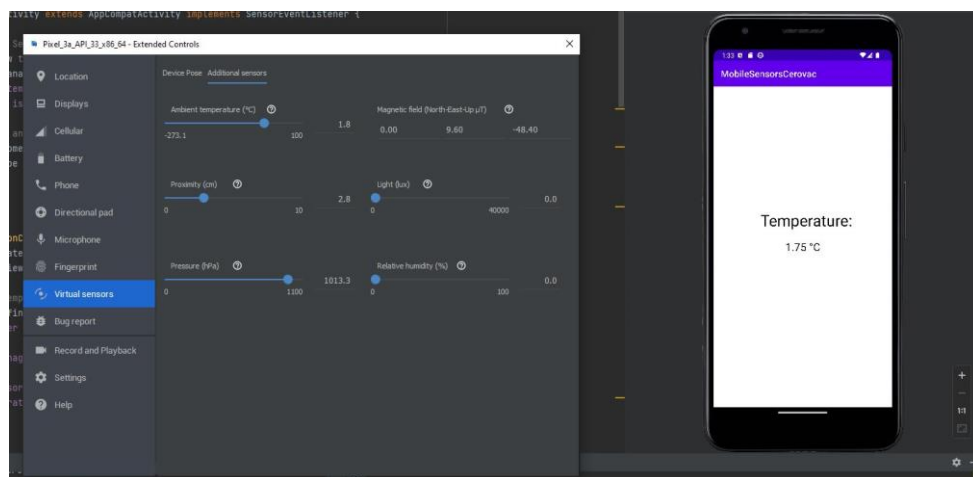 ivity extends AppCompatActivity implements SensorEventListener {
Pixel_3a_API_33_x86_64 - Extended Controls
Location
Displays
Cellular
Battery
Phone
Directional pad
Microphone
Fingerprint
Virtual sensors
Bug report
Record and Playback
Settings
Help
Device Pose Additional sensors
Ambient temperature (°C)
1.8
-273.1 100
Magnetic field (North-East-Up µT)
0.00 9.60 -48.40
Proximity (cm)
2.8
0 10
Light (lux)
0.0
0 40000
Pressure (hPa)
1013.3
0 1100
Relative humidity (%)
0.0
0 100
1:33
MobileSensorsCerovac
Temperature:
1.75 °C
1:1